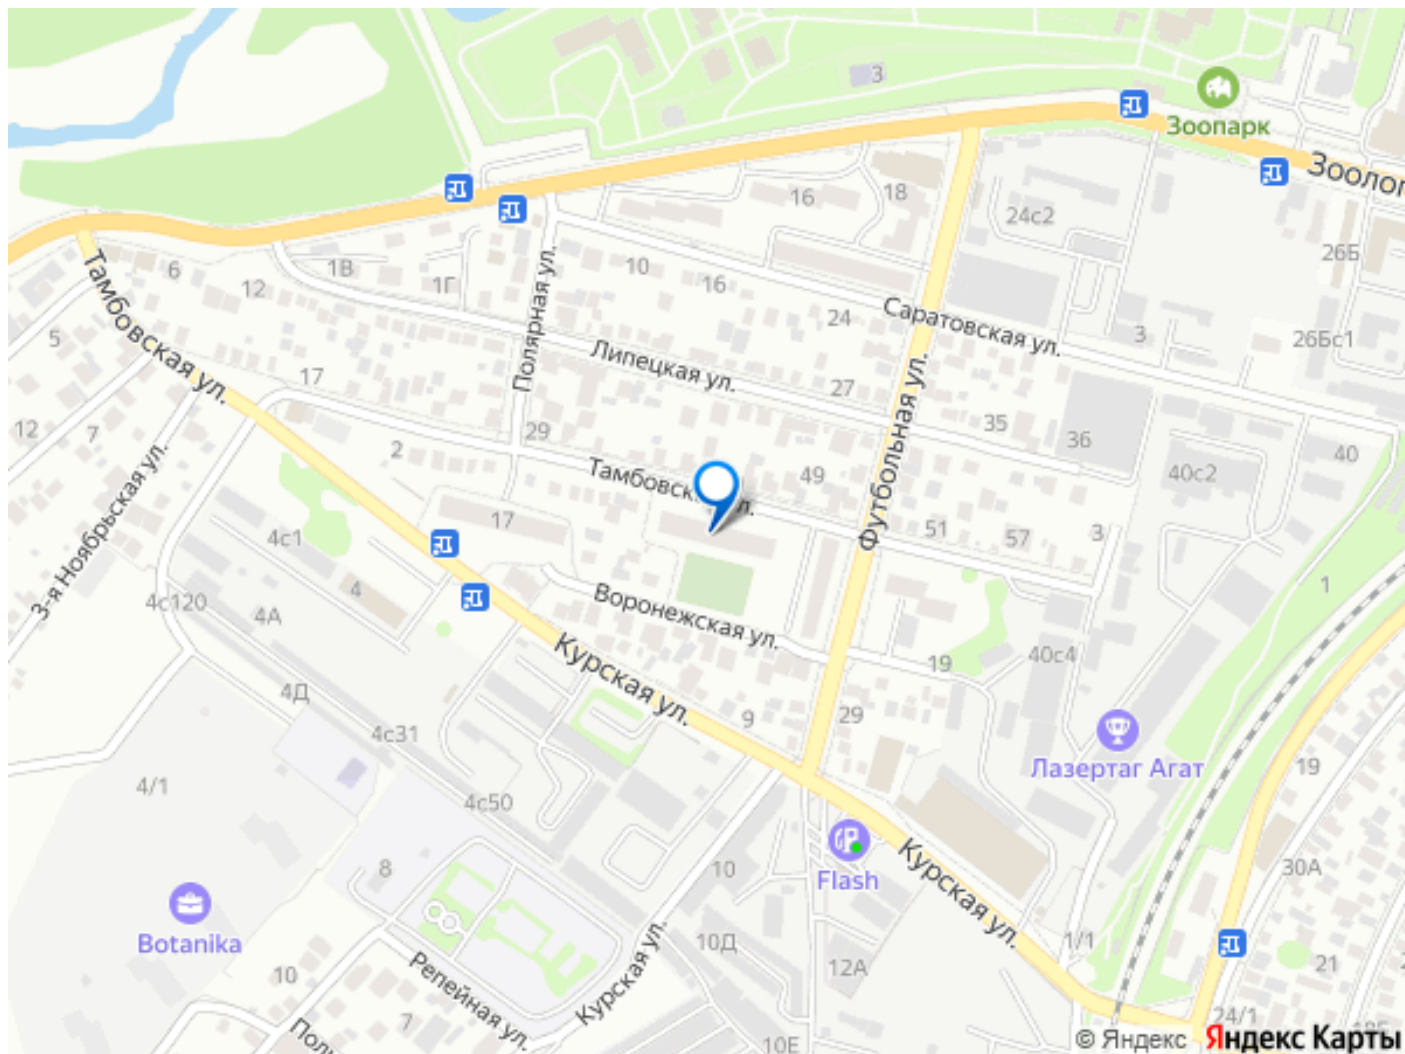 3
Зоопарк
Зоолог
16
18
24с2
26Б
6
12
1В
1Г
10
16
Полярная ул.
Тамбовская ул.
Саратовская ул.
24
3
26Бс1
5
17
Липецкая ул.
27
Футбольная ул.
35
36
40
12
7
2
29
49
40с2
Тамбовск
ул.
3-я Ноябрьская ул.
4с1
17
51
57
3
4
1
4с120
4А
Воронежская ул.
19
40с4
Курская ул.
4Д
4с31
9
29
Лазертаг Агат
19
4/1
4с50
8
10
Flash
Курская ул.
30А
Botanika
10Д
12А
1/1
21
10
Репейная ул.
Курская ул.
7
Поли
10Е
24/1
© Яндекс Яндекс Карты